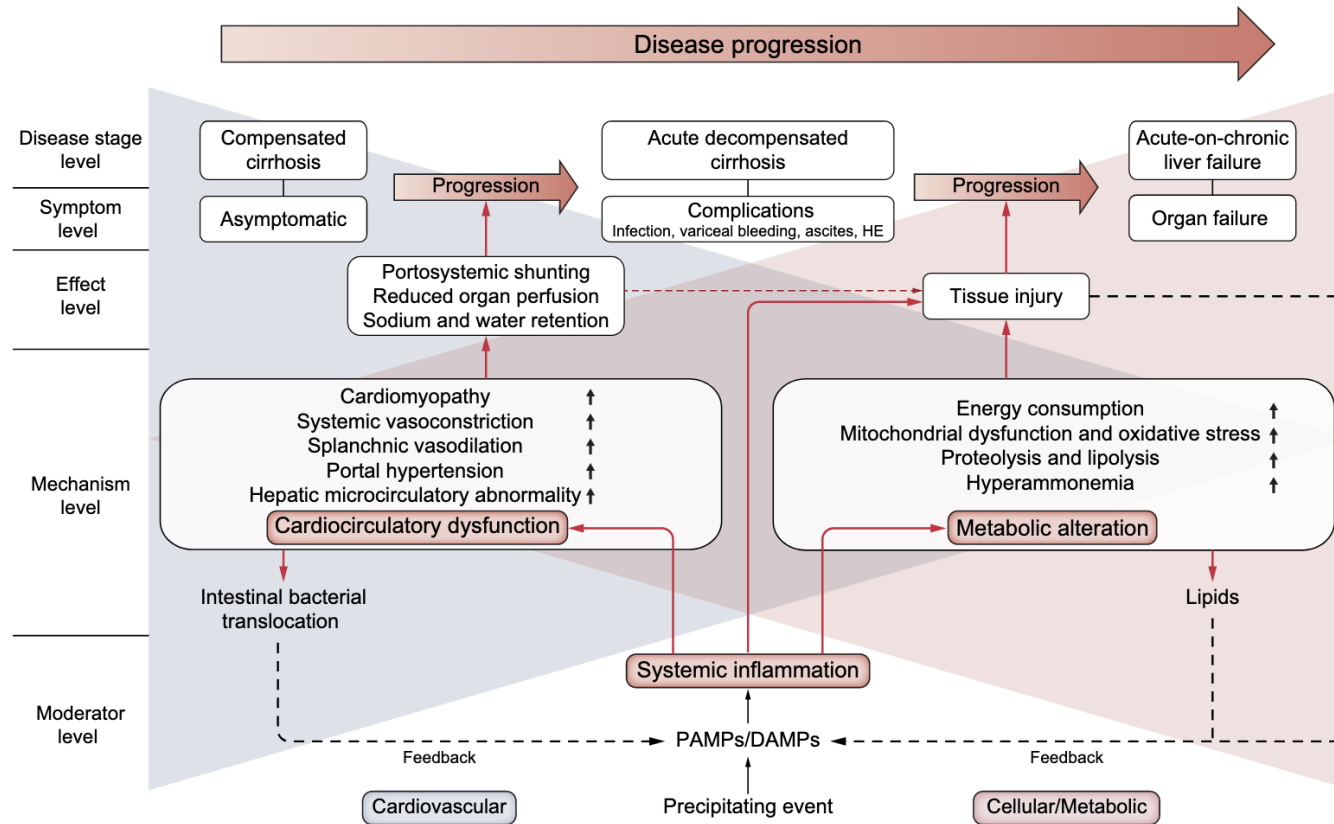 Disease progression
Disease stage
level
Compensated
cirrhosis
Progression
Acute decompensated
cirrhosis
Progression
Acute-on-chronic
liver failure
Symptom
level
Asymptomatic
Complications
Infection, variceal bleeding, ascites, HE
Organ failure
Effect
level
Portosystemic shunting
Reduced organ perfusion
Sodium and water retention
Tissue injury
Mechanism
level
Cardiomyopathy
Systemic vasoconstriction
Splanchnic vasodilation
Portal hypertension
Hepatic microcirculatory abnormality
Cardiocirculatory dysfunction
Energy consumption
Mitochondrial dysfunction and oxidative stress
Proteolysis and lipolysis
Hyperammonemia
Metabolic alteration
Intestinal bacterial
translocation
Lipids
Moderator
level
Systemic inflammation
PAMPs/DAMPs
Feedback
Feedback
Cardiovascular
Precipitating event
Cellular/Metabolic